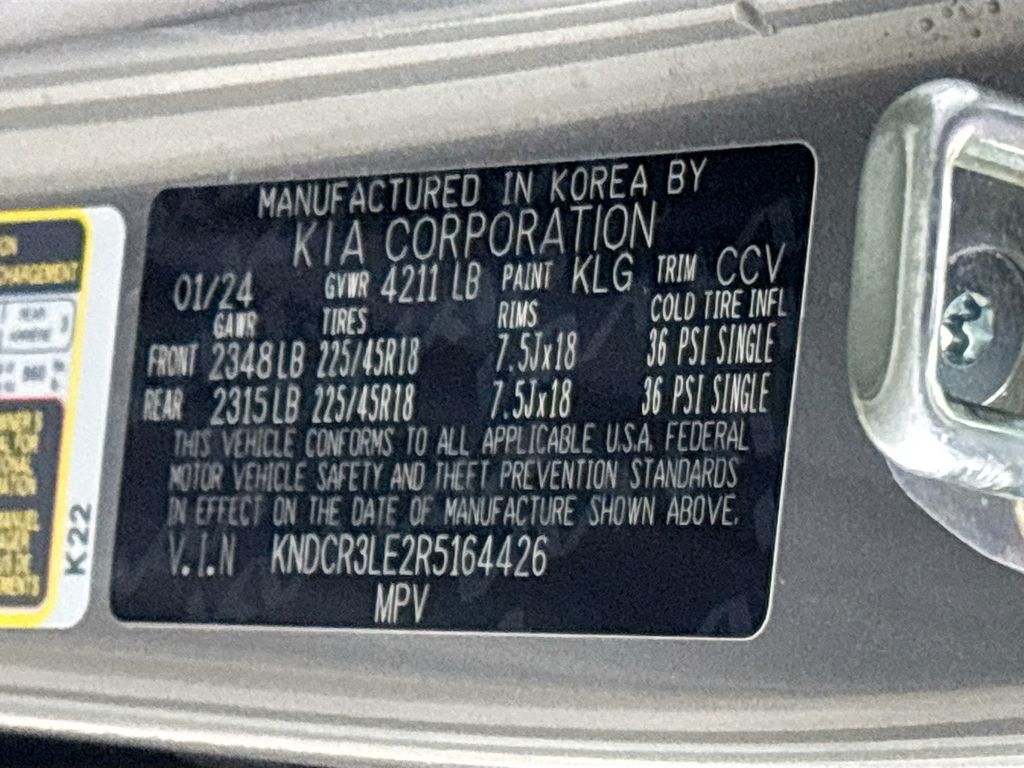 MANUFACTURED IN KOREA BY
KIA CORPORATION
01/24 GVWR 4211 LB PAINT KLG TRIM CCV
GAWR TIRES RIMS COLD TIRE INFL
FRONT 2348 LB 225/45R18 7.5Jx18 36 PSI SINGLE
REAR 2315 LB 225/45R18 7.5Jx18 36 PSI SINGLE
THIS VEHICLE CONFORMS TO ALL APPLICABLE U.S.A. FEDERAL
MOTOR VEHICLE SAFETY AND THEFT PREVENTION STANDARDS
IN EFFECT ON THE DATE OF MANUFACTURE SHOWN ABOVE.
V.I.N KNDCR3LE2R5164426
MPV
K22
REAR